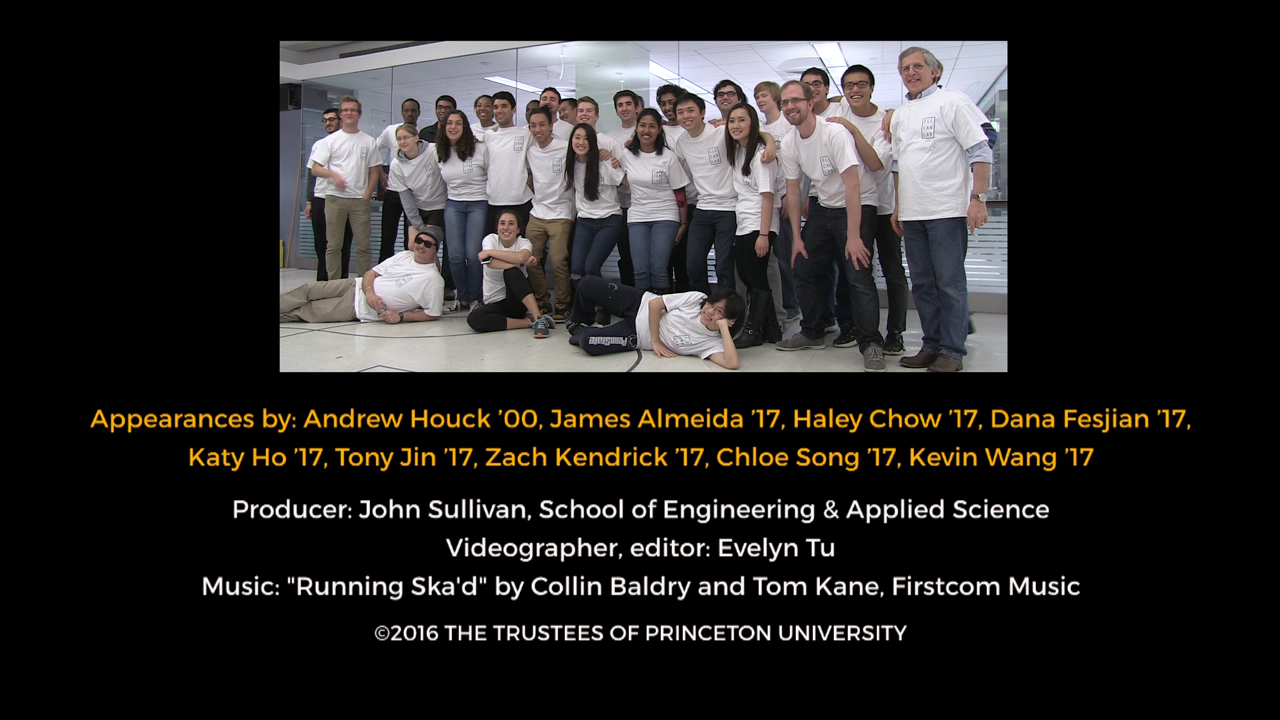 CAR
LAB
PennState
Appearances by: Andrew Houck ’00, James Almeida ’17, Haley Chow ’17, Dana Fesjian ’17,
Katy Ho ’17, Tony Jin ’17, Zach Kendrick ’17, Chloe Song ’17, Kevin Wang ’17
Producer: John Sullivan, School of Engineering & Applied Science
Videographer, editor: Evelyn Tu
Music: "Running Ska'd" by Collin Baldry and Tom Kane, Firstcom Music
©2016 THE TRUSTEES OF PRINCETON UNIVERSITY